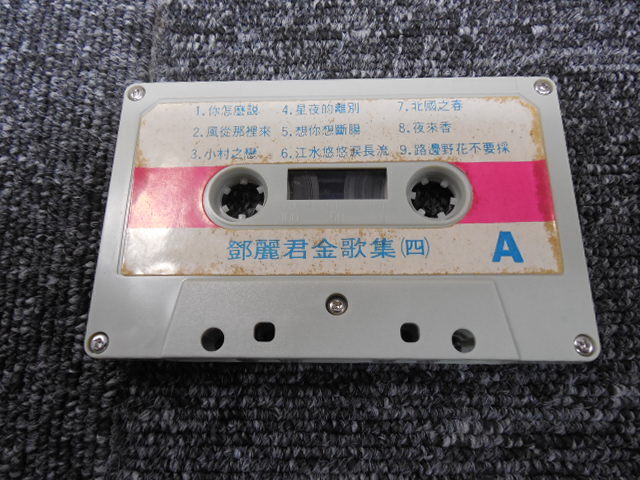 1.你怎麼説 4.星夜的離別 7.北國之春
2.風從那裡來 5.想你想斷腸 8.夜來香
3.小村之戀 6.江水悠悠淚長流 9.路邊野花不要採
鄧麗君金歌集(四) A